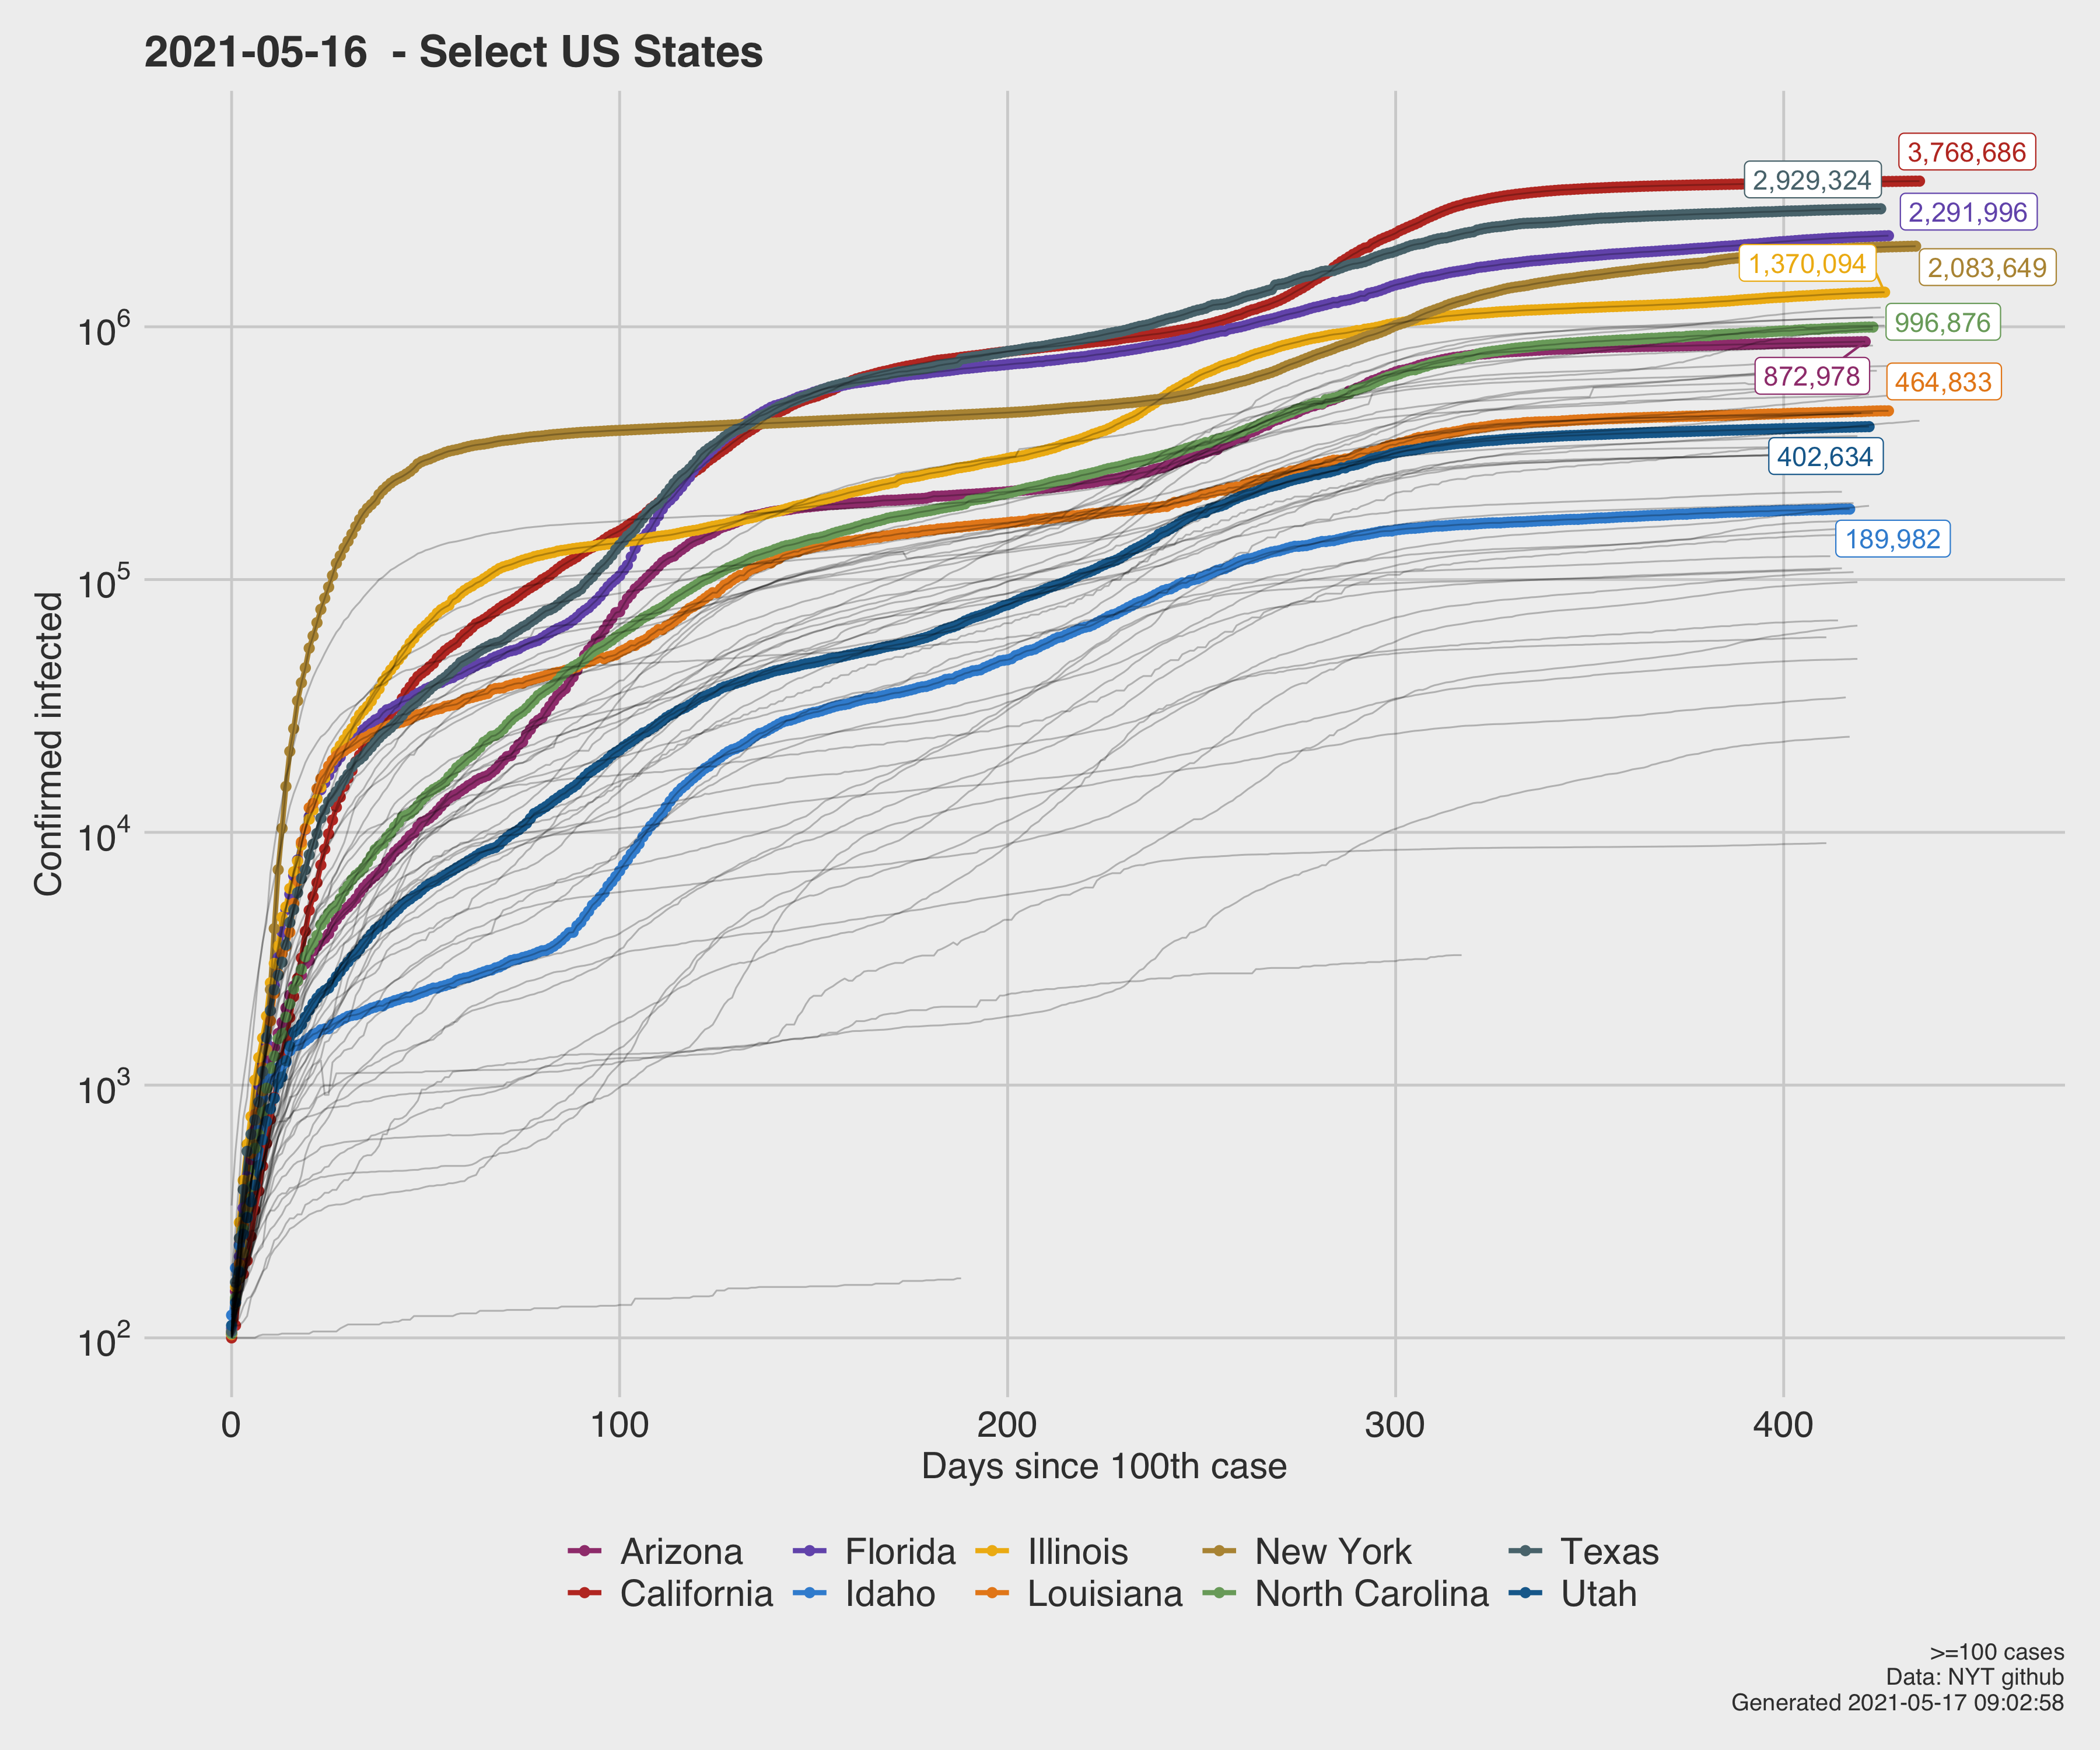 2021-05-16 - Select US States
3,768,686
2,929,324
2,291,996
1,370,094
2,083,649
996,876
872,978
464,833
402,634
189,982
10^6
10^5
10^4
10^3
10^2
Confirmed infected
0 100 200 300 400
Days since 100th case
Arizona Florida Illinois New York Texas
California Idaho Louisiana North Carolina Utah
>=100 cases
Data: NYT github
Generated 2021-05-17 09:02:58